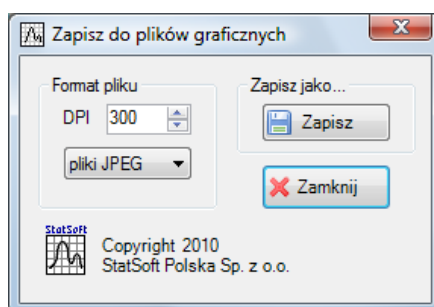 Zapisz do plików graficznych
Format pliku
DPI 300
pliki JPEG
Zapisz jako...
Zapisz
Zamknij
StatSoft
Copyright 2010
StatSoft Polska Sp. z o.o.